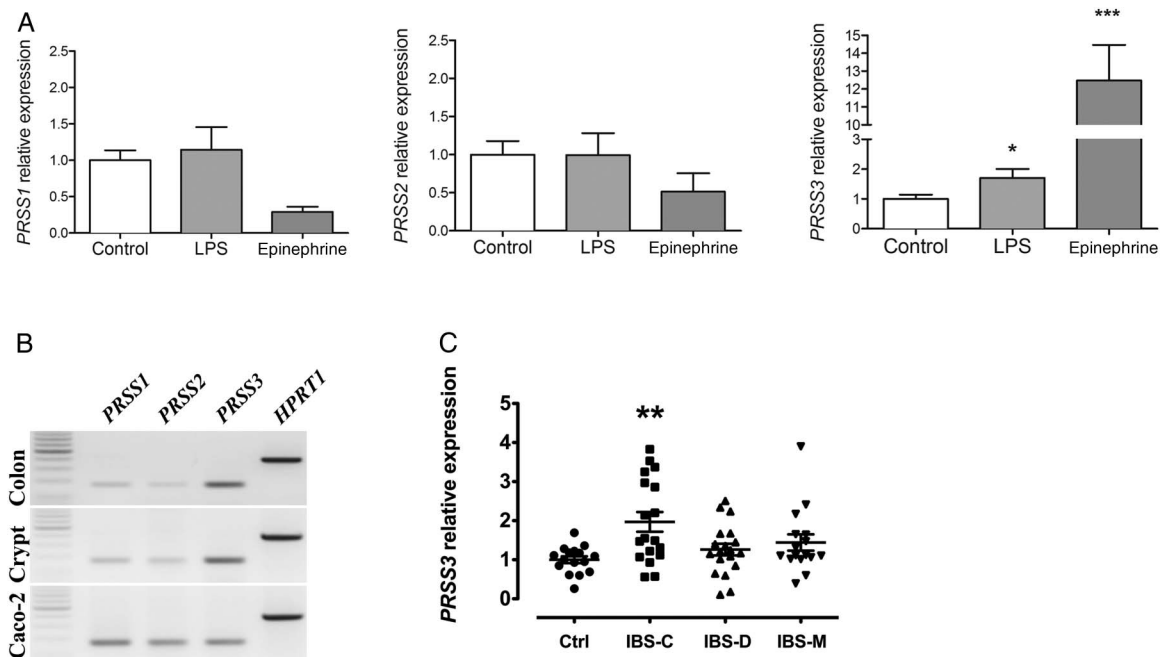 A
PRSS1 relative expression
2.5
2.0
1.5
1.0
0.5
0.0
Control LPS Epinephrine
PRSS2 relative expression
2.5
2.0
1.5
1.0
0.5
0.0
Control LPS Epinephrine
PRSS3 relative expression
15
14
13
12
11
10
3
2
1
0
*
***
Control LPS Epinephrine
B
PRSS1 PRSS2 PRSS3 HPRT1
Colon
Crypt
Caco-2
C
PRSS3 relative expression
5
4
3
2
1
0
**
Ctrl IBS-C IBS-D IBS-M